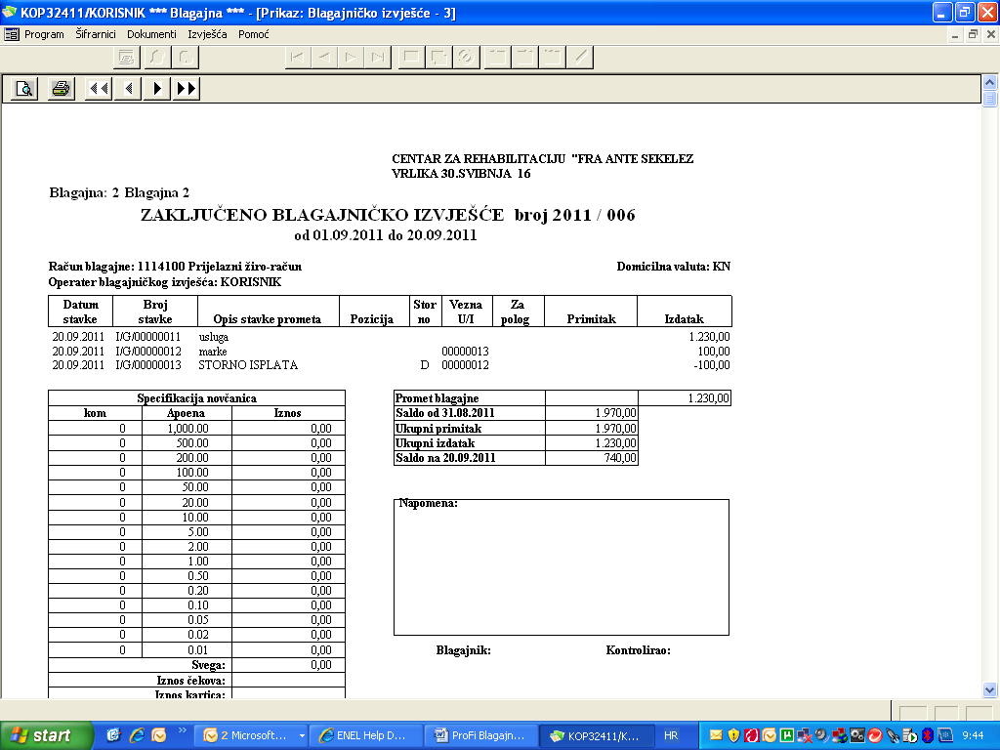 KOP32411/KORISNIK *** Blagajna *** - [Prikaz: Blagajničko izvješće - 3]
Program Šifrarnici Dokumenti Izvješća Pomoć
CENTAR ZA REHABILITACIJU "FRA ANTE SEKELEZ
VRLIKA 30.SVIBNJA 16
Blagajna: 2 Blagajna 2
ZAKLJUČENO BLAGAJNIČKO IZVJEŠĆE broj 2011 / 006
od 01.09.2011 do 20.09.2011
Račun blagajne: 1114100 Prijelazni žiro-račun Domicilna valuta: KN
Operater blagajničkog izvješća: KORISNIK
Datum Broj Stor Vezna Za
stavke stavke Opis stavke prometa Pozicija no U/I polog Primitak Izdatak
20.09.2011 I/G/00000011 usluga 1.230,00
20.09.2011 I/G/00000012 marke 00000013 100,00
20.09.2011 I/G/00000013 STORNO ISPLATA D 00000012 -100,00
Specifikacija novčanica
kom Apoena Iznos
0 1,000.00 0,00
0 500.00 0,00
0 200.00 0,00
0 100.00 0,00
0 50.00 0,00
0 20.00 0,00
0 10.00 0,00
0 5.00 0,00
0 2.00 0,00
0 1.00 0,00
0 0.50 0,00
0 0.20 0,00
0 0.10 0,00
0 0.05 0,00
0 0.02 0,00
0 0.01 0,00
Svega: 0,00
Iznos čekova:
Iznos kartica:
Promet blagajne 1.230,00
Saldo od 31.08.2011 1.970,00
Ukupni primitak 1.970,00
Ukupni izdatak 1.230,00
Saldo na 20.09.2011 740,00
Napomena:
Blagajnik: Kontrolirao:
start 2 Microsoft... ENEL Help D... ProFi Blagajn... KOP32411/K... HR 9:44